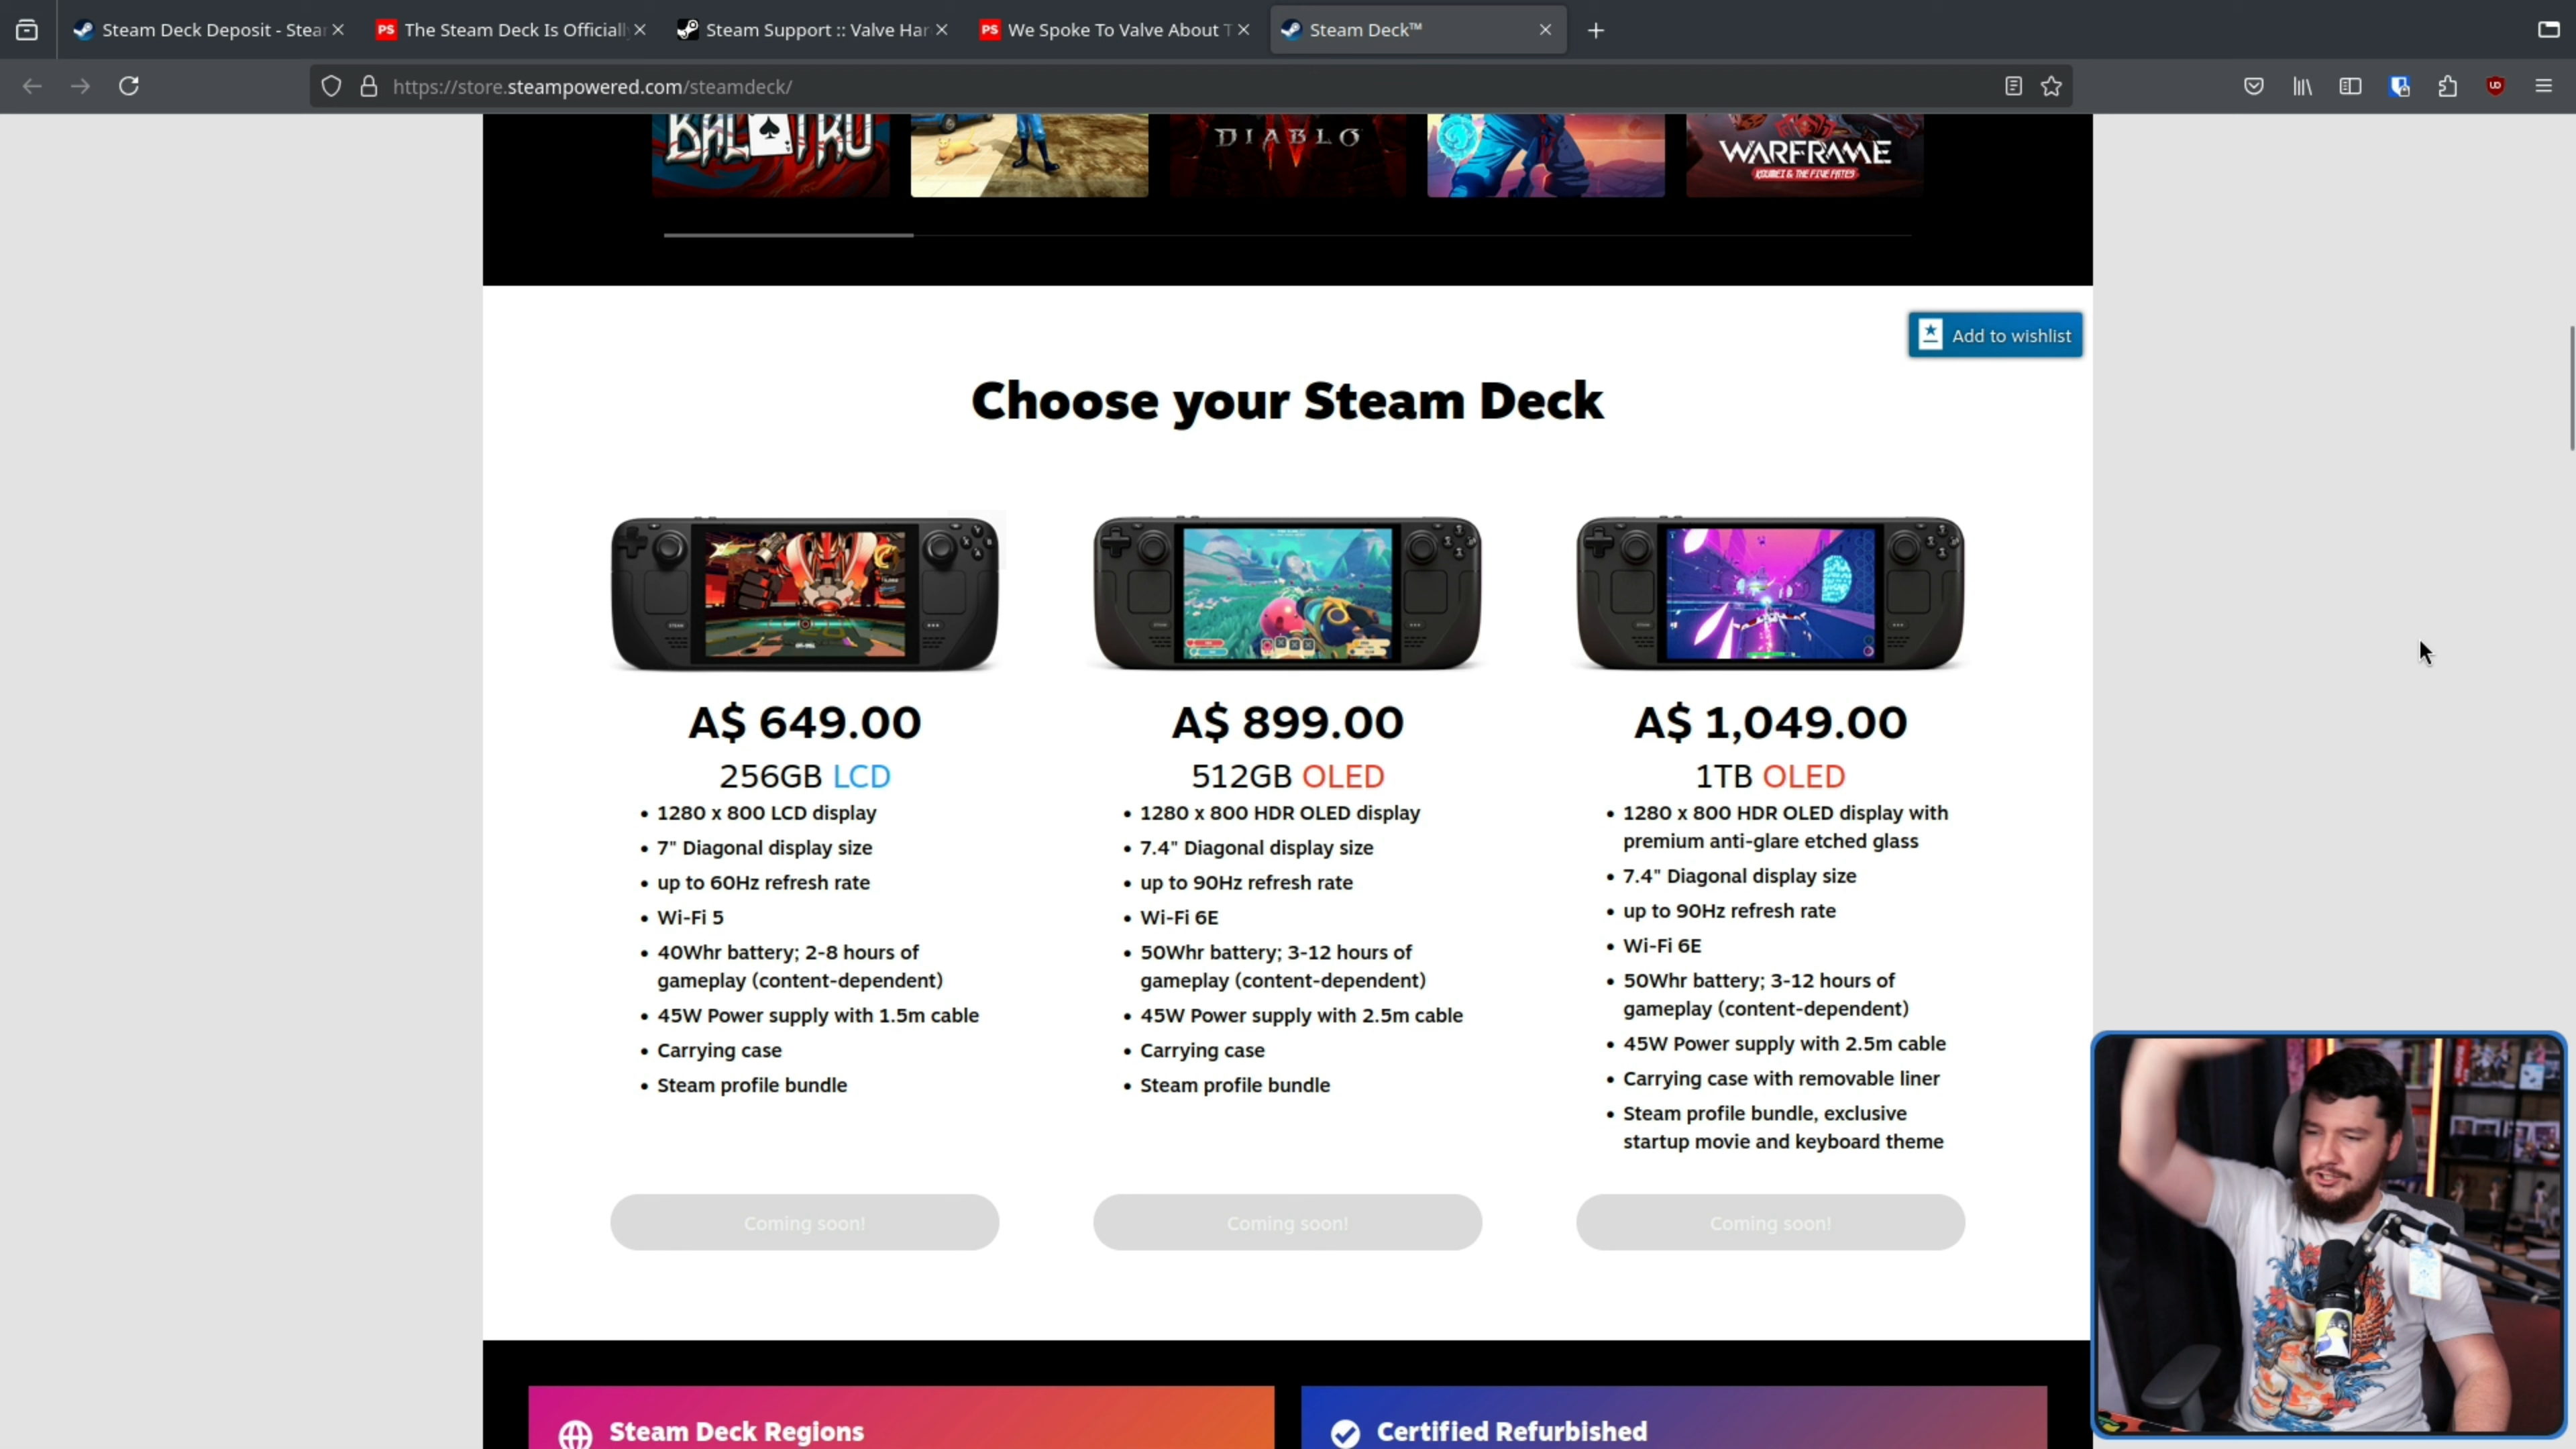 Steam Deck Deposit - Stear
The Steam Deck Is Officiall
Steam Support :: Valve Har
We Spoke To Valve About T
Steam Deck™
https://store.steampowered.com/steamdeck/
BALATRO
DIABLO
WARFRAME
KOUMEI & THE FIVE FATES
Add to wishlist
Choose your Steam Deck
A$ 649.00
256GB LCD
• 1280 x 800 LCD display
• 7" Diagonal display size
• up to 60Hz refresh rate
• Wi-Fi 5
• 40Whr battery; 2-8 hours of
gameplay (content-dependent)
• 45W Power supply with 1.5m cable
• Carrying case
• Steam profile bundle
Coming soon!
A$ 899.00
512GB OLED
• 1280 x 800 HDR OLED display
• 7.4" Diagonal display size
• up to 90Hz refresh rate
• Wi-Fi 6E
• 50Whr battery; 3-12 hours of
gameplay (content-dependent)
• 45W Power supply with 2.5m cable
• Carrying case
• Steam profile bundle
Coming soon!
A$ 1,049.00
1TB OLED
• 1280 x 800 HDR OLED display with
premium anti-glare etched glass
• 7.4" Diagonal display size
• up to 90Hz refresh rate
• Wi-Fi 6E
• 50Whr battery; 3-12 hours of
gameplay (content-dependent)
• 45W Power supply with 2.5m cable
• Carrying case with removable liner
• Steam profile bundle, exclusive
startup movie and keyboard theme
Coming soon!
Steam Deck Regions
Certified Refurbished